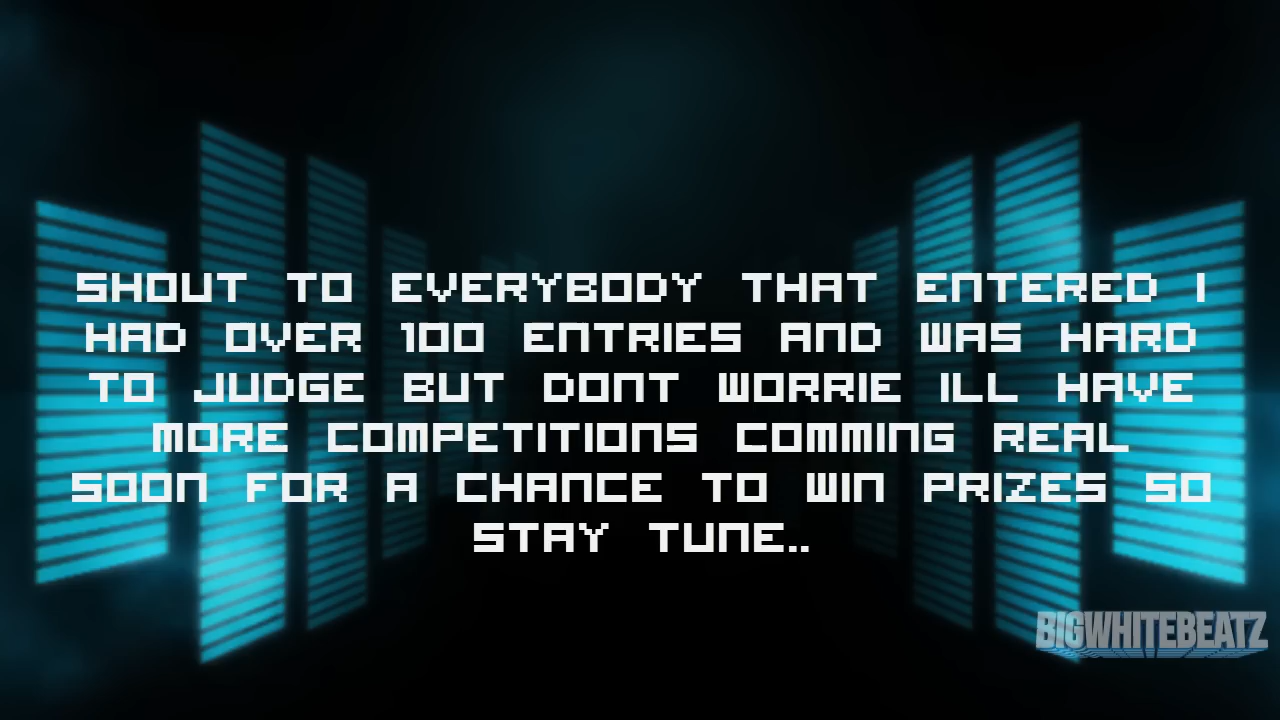 SHOUT TO EVERYBODY THAT ENTERED I
HAD OVER 100 ENTRIES AND WAS HARD
TO JUDGE BUT DONT WORRIE ILL HAVE
MORE COMPETITIONS COMMING REAL
SOON FOR A CHANCE TO WIN PRIZES SO
STAY TUNE..
BIGWHITEBEATZ